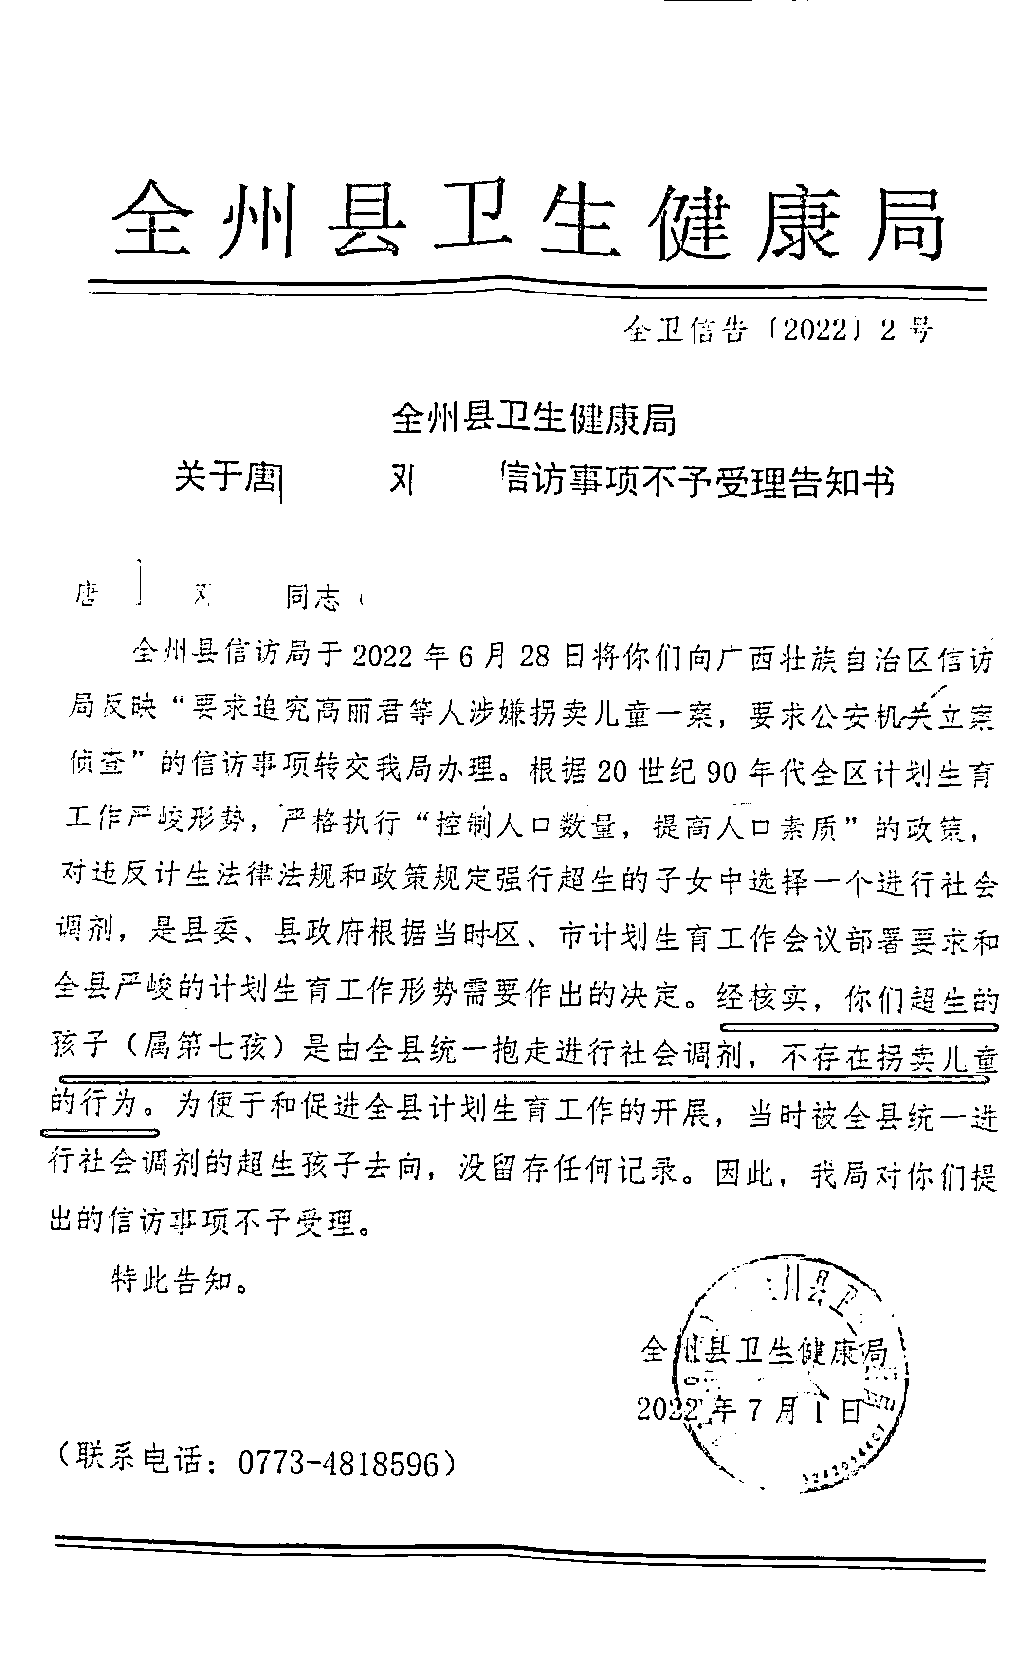 全州县卫生健康局
全卫信告〔2022〕2号
全州县卫生健康局
关于唐 邓 信访事项不予受理告知书
唐 邓 同志
全州县信访局于2022年6月28日将你们向广西壮族自治区信访
局反映“要求追究高丽君等人涉嫌拐卖儿童一案，要求公安机关立案
侦查”的信访事项转交我局办理。根据20世纪90年代全区计划生育
工作严峻形势，严格执行“控制人口数量，提高人口素质”的政策，
对违反计生法律法规和政策规定强行超生的子女中选择一个进行社会
调剂，是县委、县政府根据当时区、市计划生育工作会议部署要求和
全县严峻的计划生育工作形势需要作出的决定。经核实，你们超生的
孩子（属第七孩）是由全县统一抱走进行社会调剂，不存在拐卖儿童
的行为。为便于和促进全县计划生育工作的开展，当时被全县统一进
行社会调剂的超生孩子去向，没留存任何记录。因此，我局对你们提
出的信访事项不予受理。
特此告知。
全州县卫生健康局
2022年7月1日
（联系电话：0773-4818596）